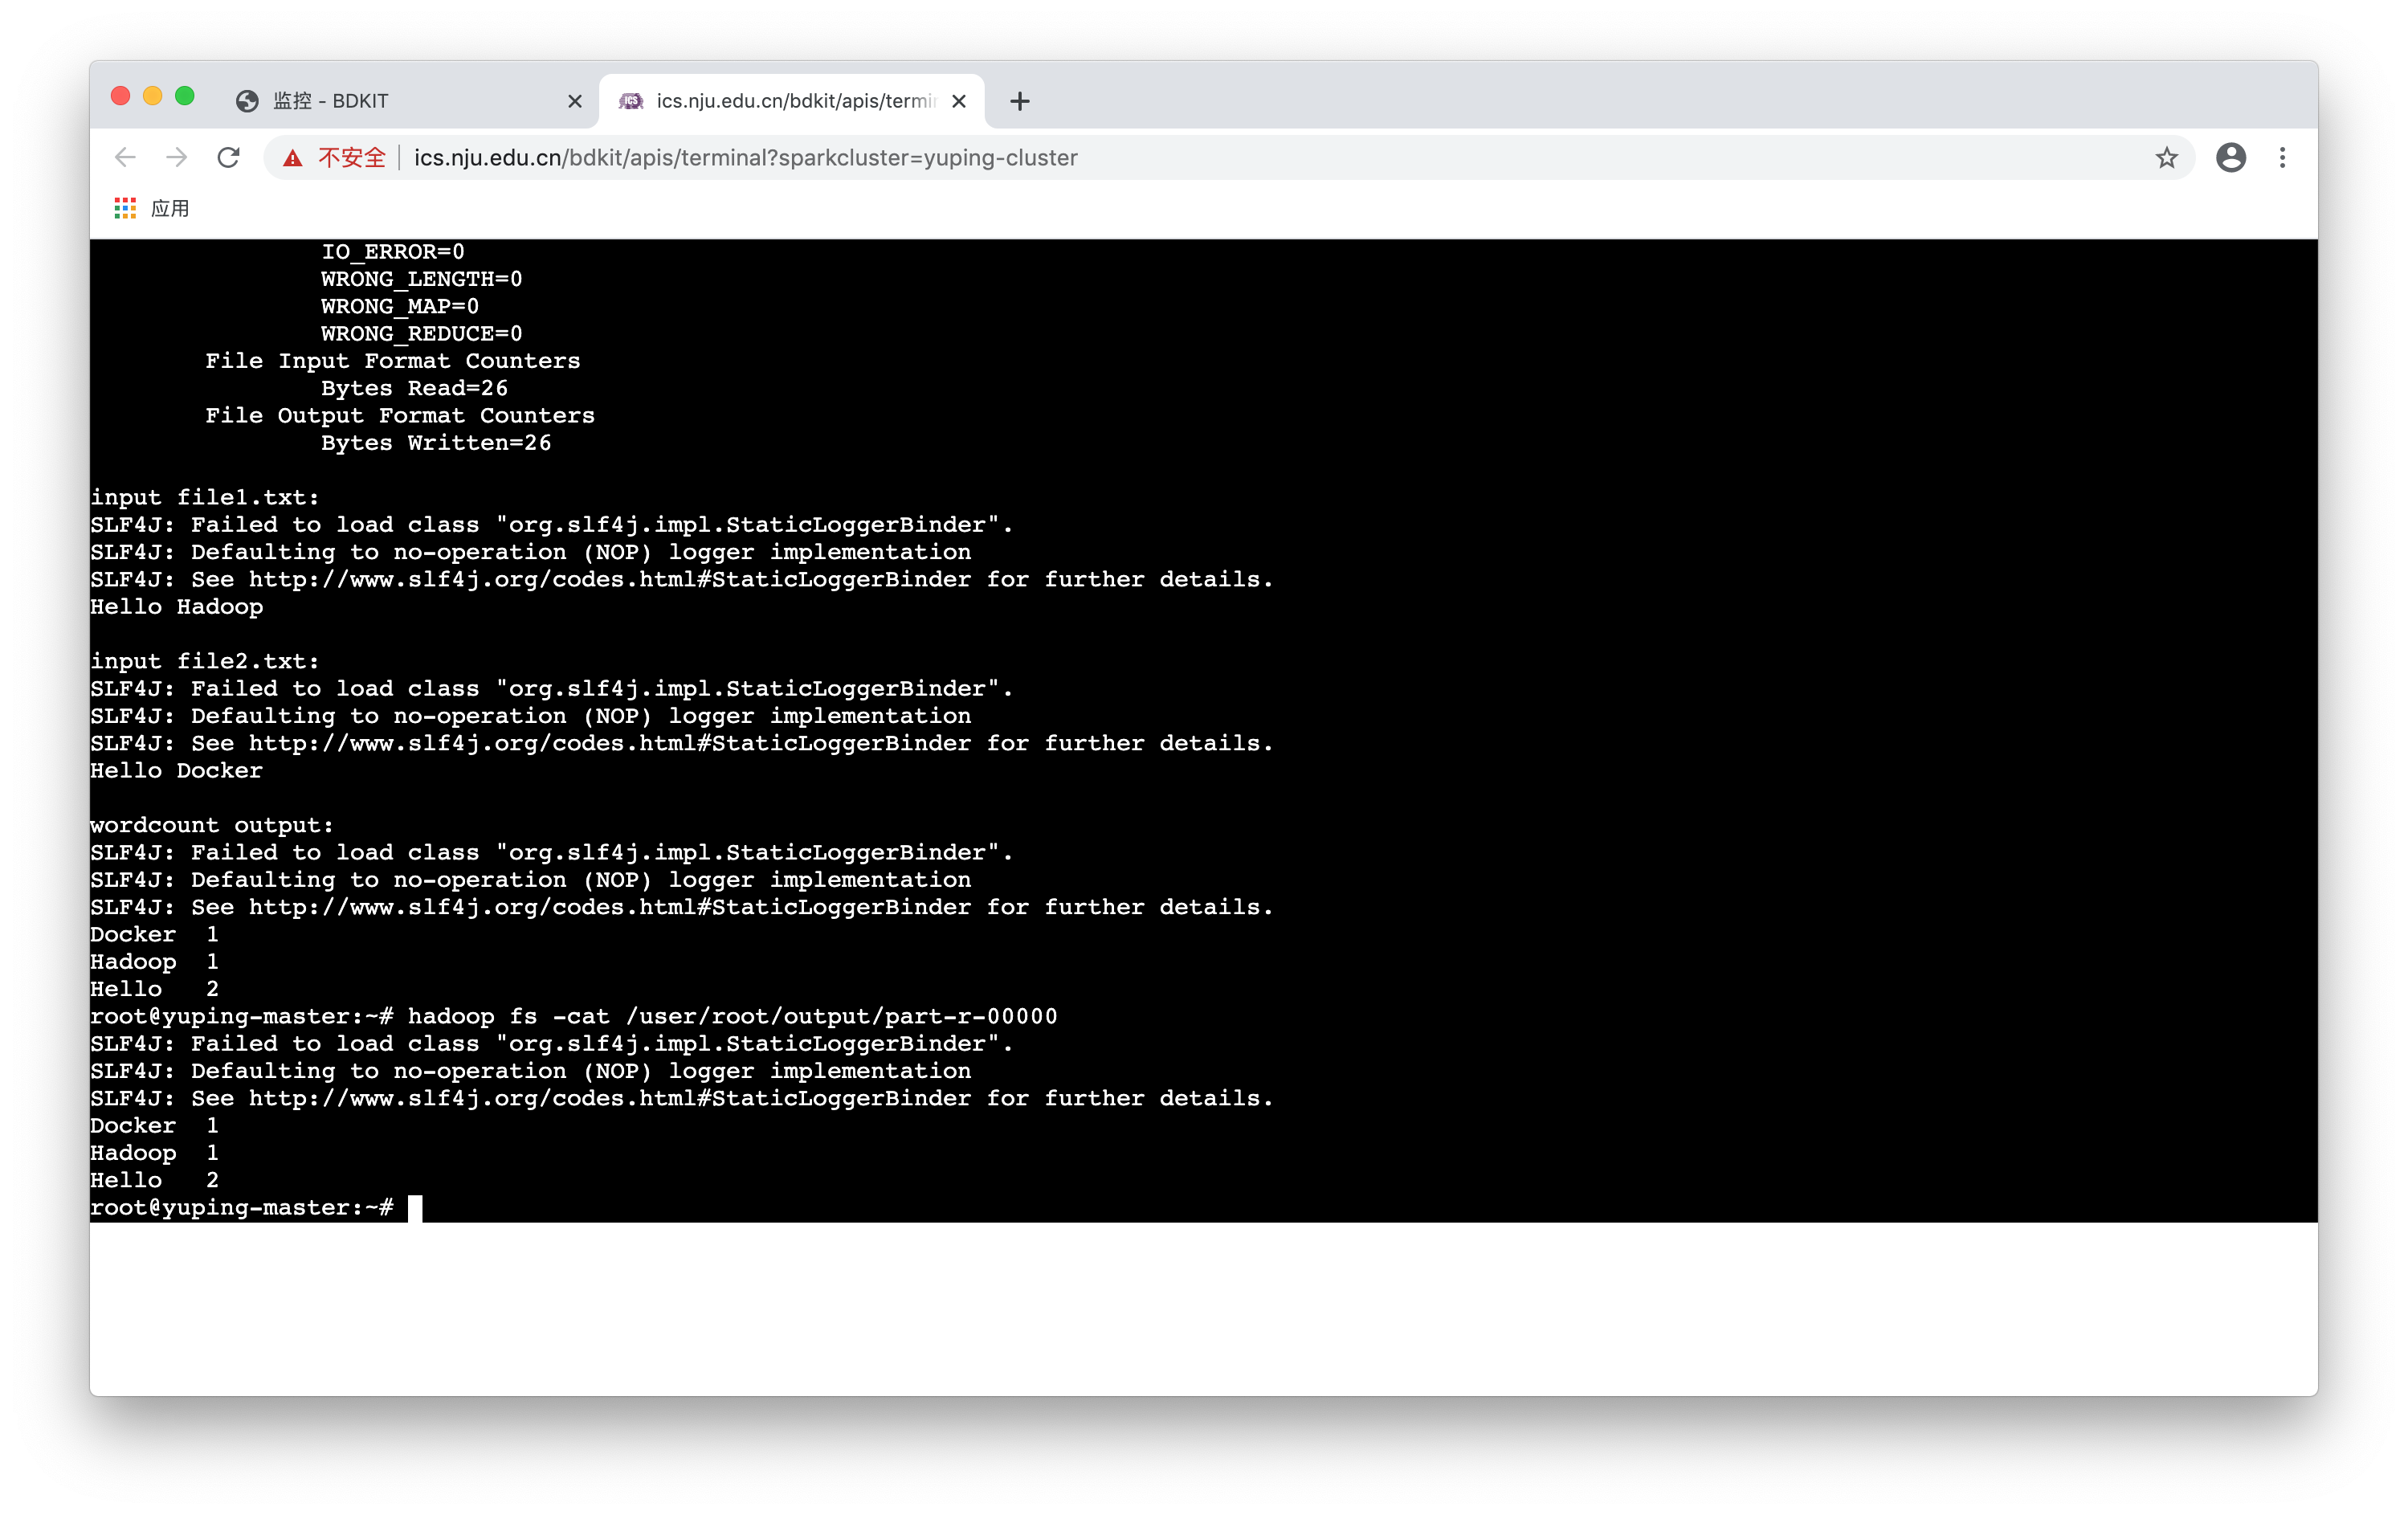 监控 - BDKIT
ics.nju.edu.cn/bdkit/apis/termin
不安全 ics.nju.edu.cn/bdkit/apis/terminal?sparkcluster=yuping-cluster
应用
IO_ERROR=0
WRONG_LENGTH=0
WRONG_MAP=0
WRONG_REDUCE=0
File Input Format Counters
Bytes Read=26
File Output Format Counters
Bytes Written=26
input file1.txt:
SLF4J: Failed to load class "org.slf4j.impl.StaticLoggerBinder".
SLF4J: Defaulting to no-operation (NOP) logger implementation
SLF4J: See http://www.slf4j.org/codes.html#StaticLoggerBinder for further details.
Hello Hadoop
input file2.txt:
SLF4J: Failed to load class "org.slf4j.impl.StaticLoggerBinder".
SLF4J: Defaulting to no-operation (NOP) logger implementation
SLF4J: See http://www.slf4j.org/codes.html#StaticLoggerBinder for further details.
Hello Docker
wordcount output:
SLF4J: Failed to load class "org.slf4j.impl.StaticLoggerBinder".
SLF4J: Defaulting to no-operation (NOP) logger implementation
SLF4J: See http://www.slf4j.org/codes.html#StaticLoggerBinder for further details.
Docker 1
Hadoop 1
Hello 2
root@yuping-master:~# hadoop fs -cat /user/root/output/part-r-00000
SLF4J: Failed to load class "org.slf4j.impl.StaticLoggerBinder".
SLF4J: Defaulting to no-operation (NOP) logger implementation
SLF4J: See http://www.slf4j.org/codes.html#StaticLoggerBinder for further details.
Docker 1
Hadoop 1
Hello 2
root@yuping-master:~#